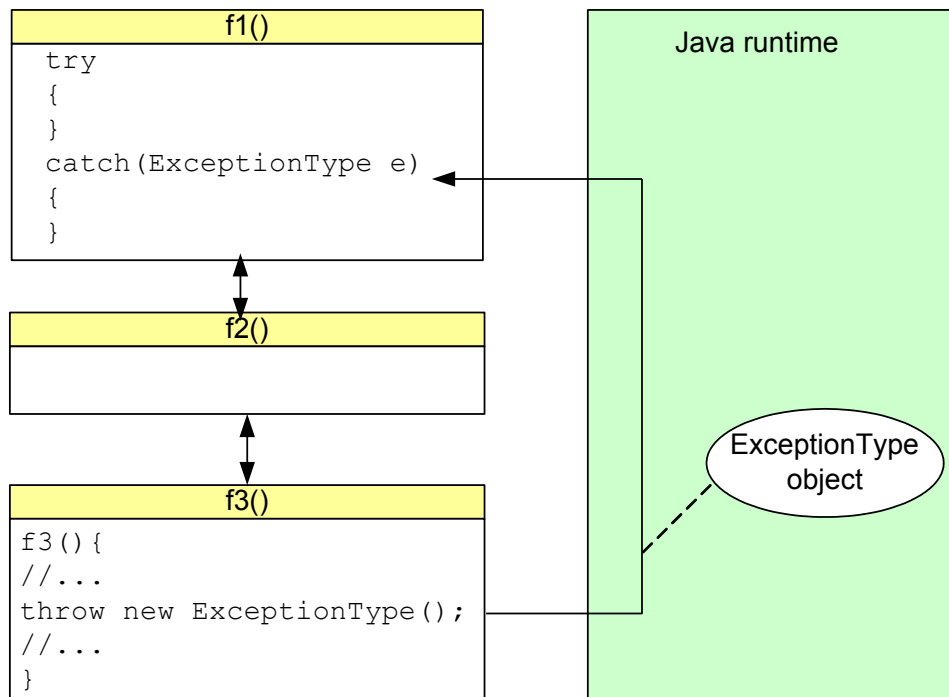 f1()
try
{
}
catch(ExceptionType e)
{
}
f2()
f3()
f3(){
//...
throw new ExceptionType();
//...
}
Java runtime
ExceptionType
object